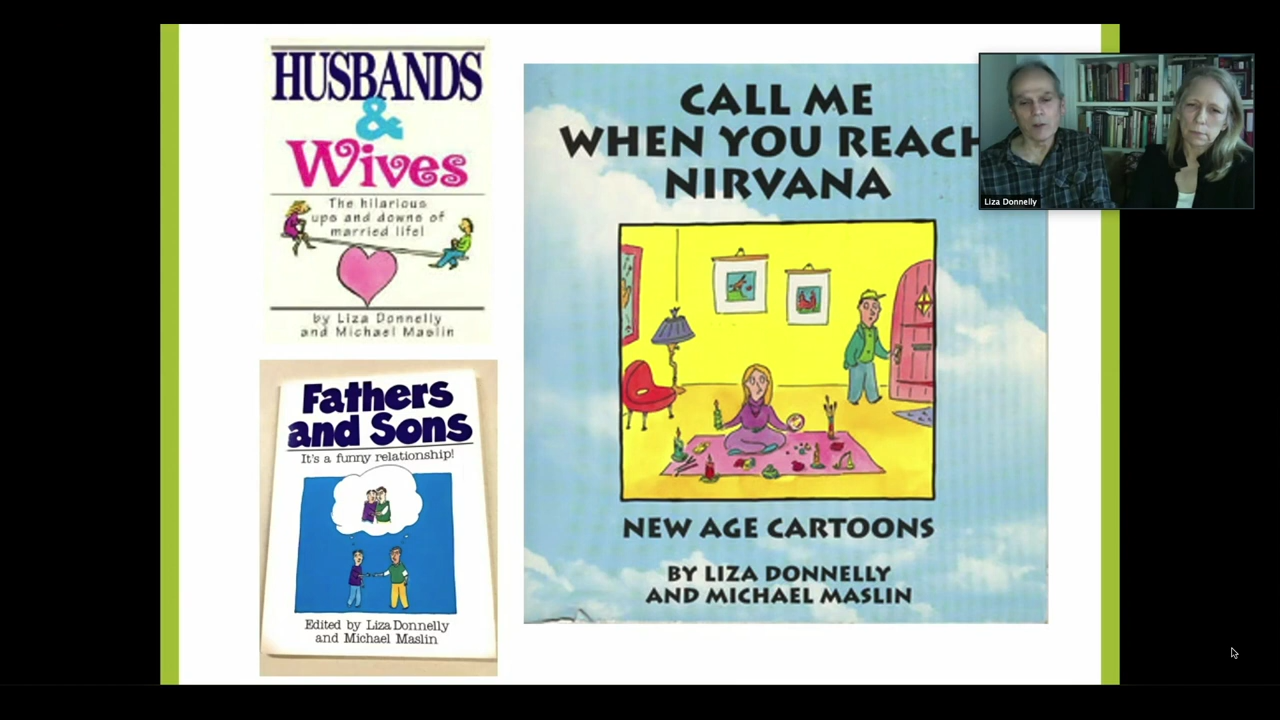 HUSBANDS
&
Wives
The hilarious
ups and downs of
married life!
by Liza Donnelly
and Michael Maslin
Fathers
and Sons
It's a funny relationship!
Edited by Liza Donnelly
and Michael Maslin
CALL ME
WHEN YOU REACH
NIRVANA
NEW AGE CARTOONS
BY LIZA DONNELLY
AND MICHAEL MASLIN
Liza Donnelly